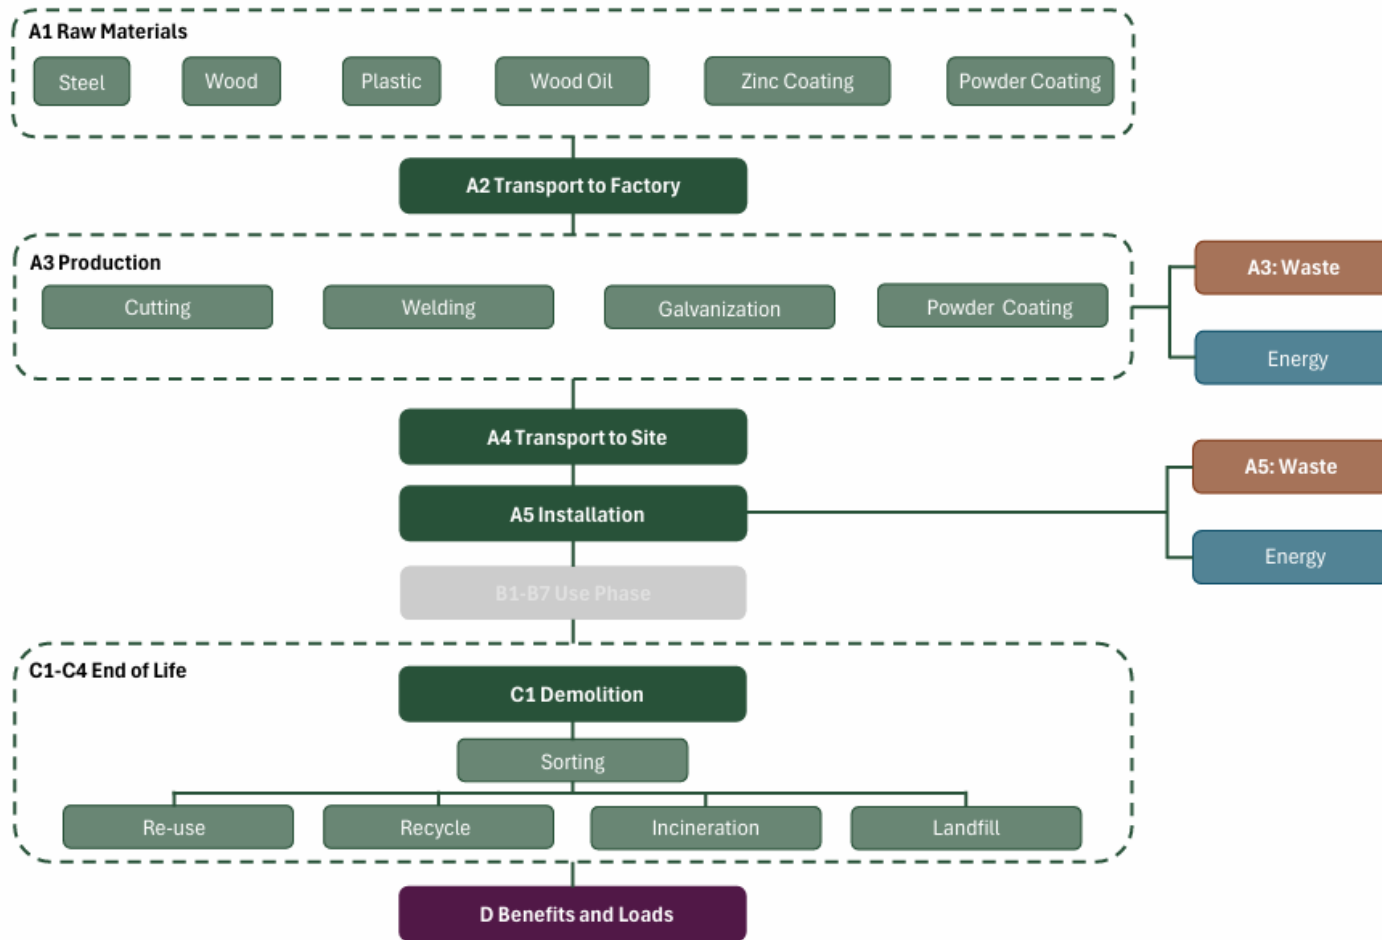 A1 Raw Materials
Steel
Wood
Plastic
Wood Oil
Zinc Coating
Powder Coating
A2 Transport to Factory
A3 Production
Cutting
Welding
Galvanization
Powder Coating
A3: Waste
Energy
A4 Transport to Site
A5 Installation
A5: Waste
Energy
B1-B7 Use Phase
C1-C4 End of Life
C1 Demolition
Sorting
Re-use
Recycle
Incineration
Landfill
D Benefits and Loads